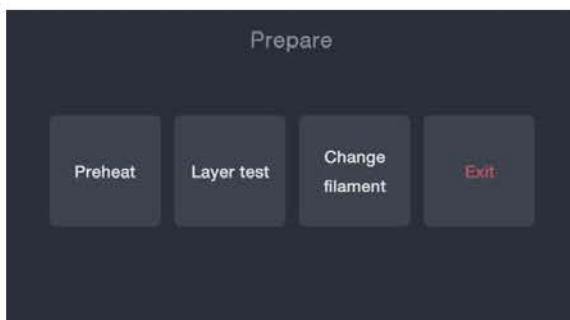 Prepare
Preheat
Layer test
Change
filament
Exit